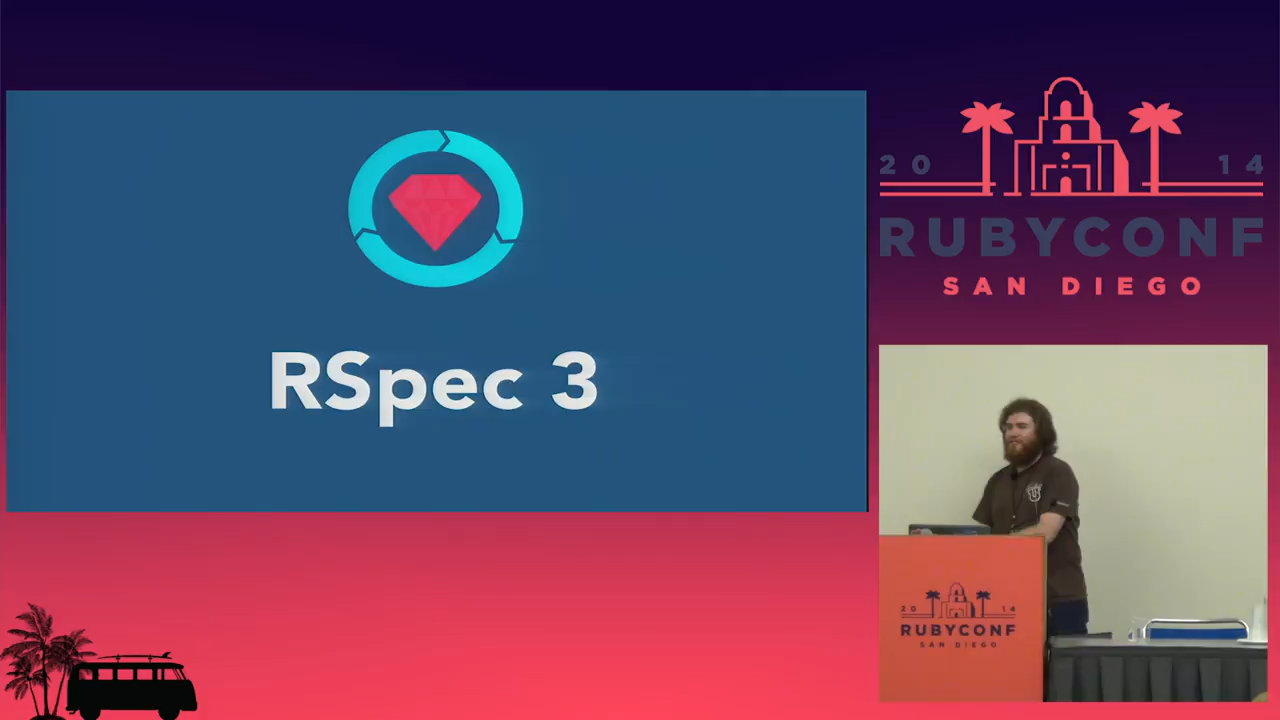 RSpec 3
20 14
RUBYCONF
SAN DIEGO
20 14
RUBYCONF
SAN DIEGO